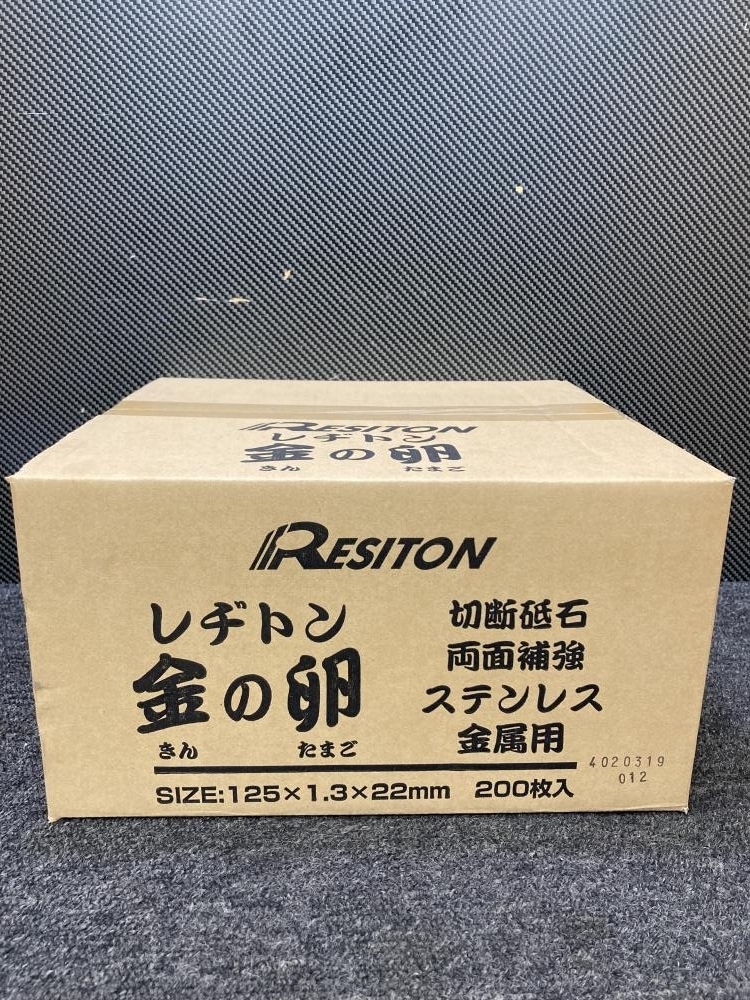 RESITON
レヂトン
金の卵
きん たまご
RESITON
レヂトン
金の卵
きん たまご
切断砥石
両面補強
ステンレス
金属用
SIZE:125×1.3×22mm 200枚入
4020319
012